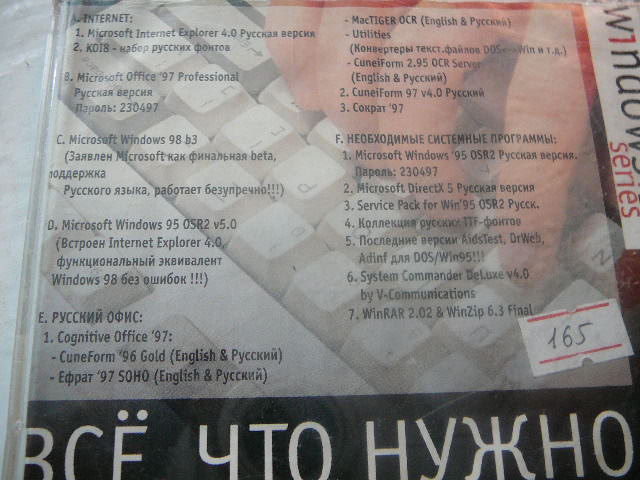 A. INTERNET:
1. Microsoft Internet Explorer 4.0 Русская версия
2. KOI8 - набор русских фонтов
B. Microsoft Office '97 Professional
Русская версия
Пароль: 230497
C. Microsoft Windows 98 b3
(Заявлен Microsoft как финальная beta,
поддержка
Русского языка, работает безупречно!!!)
D. Microsoft Windows 95 OSR2 v5.0
(Встроен Internet Explorer 4.0,
функциональный эквивалент
Windows 98 без ошибок !!!)
E. РУССКИЙ ОФИС:
1. Cognitive Office '97:
- CuneForm '96 Gold (English & Русский)
- Ефрат '97 SOHO (English & Русский)
- MacTIGER OCR (English & Русский)
- Utilities
(Конвертеры текст.файлов DOS<-->Win и т.д.)
- CuneiForm 2.95 OCR Server
(English & Русский)
2. CuneiForm 97 v4.0 Русский
3. Сократ '97
F. НЕОБХОДИМЫЕ СИСТЕМНЫЕ ПРОГРАММЫ:
1. Microsoft Windows '95 OSR2 Русская версия.
Пароль: 230497
2. Microsoft DirectX 5 Русская версия
3. Service Pack for Win'95 OSR2 Русск.
4. Коллекция русских TTF-фонтов
5. Последние версии AidsTest, DrWeb,
Adinf для DOS/Win95!!!
6. System Commander DeLuxe v4.0
by V-Communications
7. WinRAR 2.02 & WinZip 6.3 Final
165
windows
series
ВСЁ, ЧТО НУЖНО